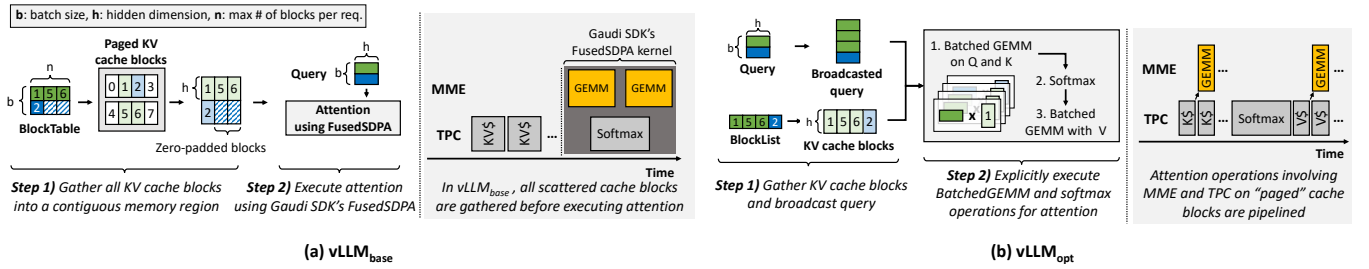 b: batch size, h: hidden dimension, n: max # of blocks per req.
Paged KV
cache blocks
n
b
1 5 6
2
BlockTable
0 1 2 3
4 5 6 7
h
1 5 6
2
Zero-padded blocks
h
Query
b
Attention
using FusedSDPA
Step 1) Gather all KV cache blocks
into a contiguous memory region
Step 2) Execute attention
using Gaudi SDK's FusedSDPA
Gaudi SDK's
FusedSDPA kernel
MME
GEMM GEMM
TPC
KV$ KV$ ...
Softmax
Time
In vLLMbase, all scattered cache blocks
are gathered before executing attention
(a) vLLMbase
h
b
Query
Broadcasted
query
1 5 6 2
BlockList
h
1 5 6 2
KV cache blocks
Step 1) Gather KV cache blocks
and broadcast query
1. Batched GEMM
on Q and K
2. Softmax
3. Batched
GEMM with V
x 1
Step 2) Explicitly execute
BatchedGEMM and softmax
operations for attention
MME
GEMM ... GEMM ...
TPC
K$ K$ ... Softmax V$ V$ ...
Time
Attention operations involving
MME and TPC on "paged" cache
blocks are pipelined
(b) vLLMopt